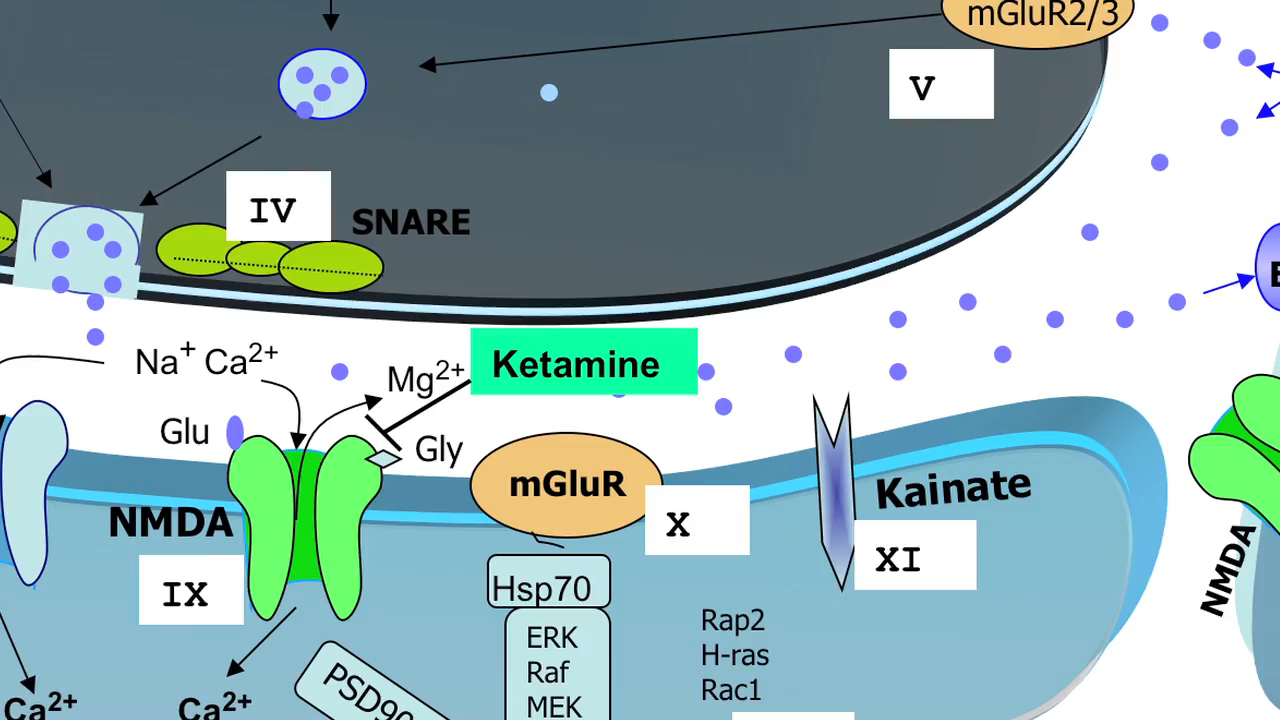 mGluR2/3
V
IV
SNARE
Na+ Ca2+
Mg2+
Ketamine
Glu
Gly
mGluR
X
Kainate
NMDA
IX
XI
NMDA
Hsp70
ERK
Raf
MEK
Rap2
H-ras
Rac1
Ca2+
Ca2+